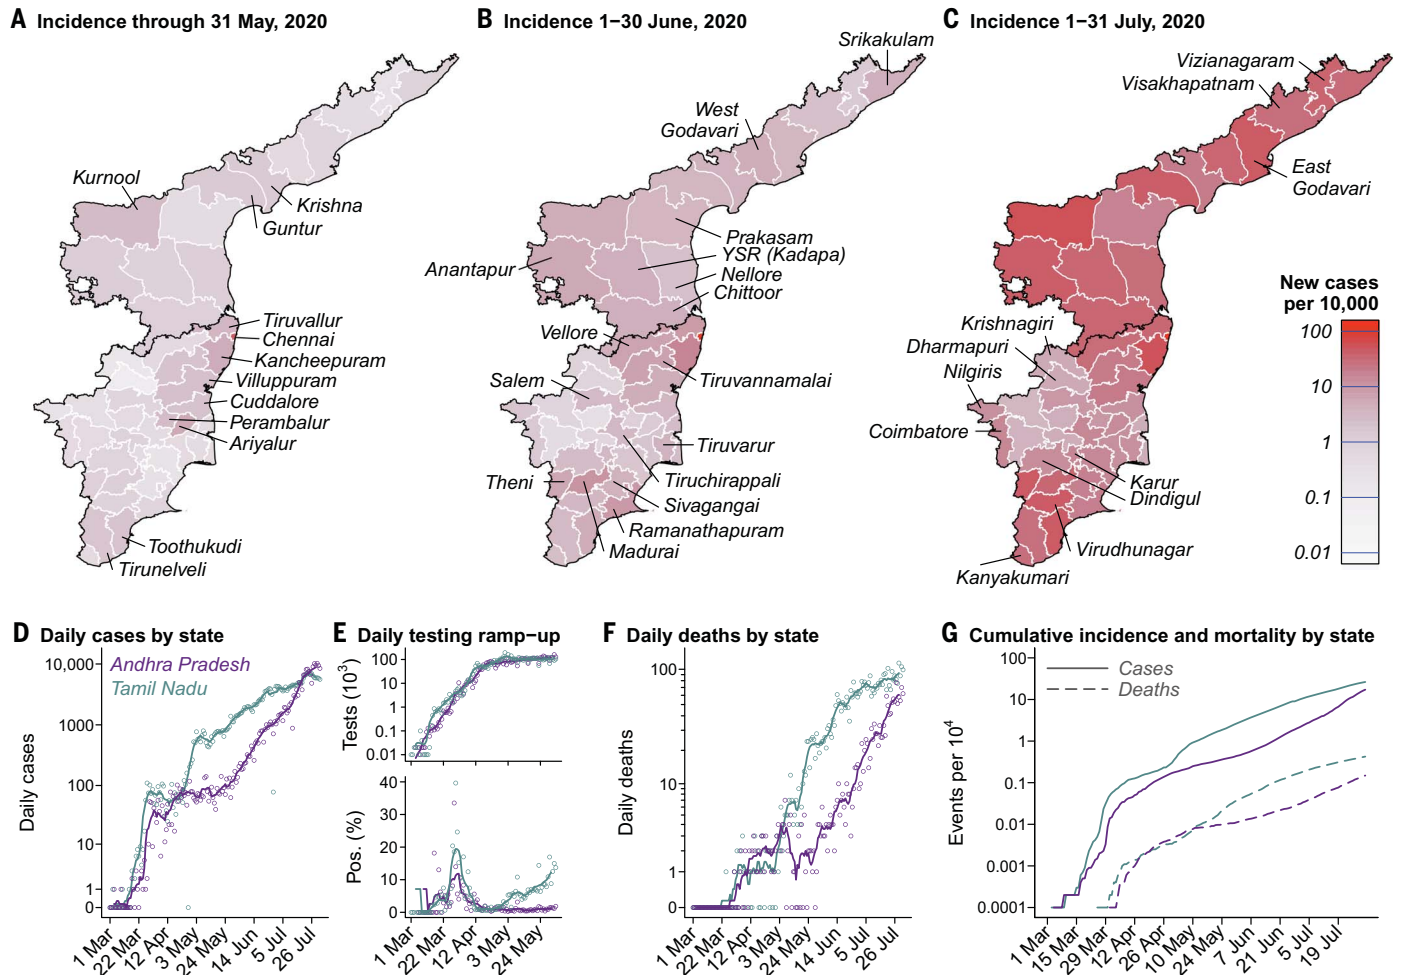 A Incidence through 31 May, 2020
B Incidence 1−30 June, 2020
C Incidence 1−31 July, 2020
Kurnool
Krishna
Guntur
Tiruvallur
Chennai
Kancheepuram
Villuppuram
Cuddalore
Perambalur
Ariyalur
Toothukudi
Tirunelveli
Srikakulam
West
Godavari
Prakasam
YSR (Kadapa)
Anantapur
Nellore
Chittoor
Vellore
Tiruvannamalai
Salem
Tiruvarur
Tiruchirappali
Theni
Sivagangai
Ramanathapuram
Madurai
Vizianagaram
Visakhapatnam
East
Godavari
Krishnagiri
Dharmapuri
Nilgiris
Coimbatore
Karur
Dindigul
Virudhunagar
Kanyakumari
New cases
per 10,000
100
10
1
0.1
0.01
D Daily cases by state
Andhra Pradesh
Tamil Nadu
Daily cases
10,000
1000
100
10
1
0
1 Mar
22 Mar
12 Apr
3 May
24 May
14 Jun
5 Jul
26 Jul
E Daily testing ramp−up
Tests (10³)
100
10
1
0.1
0.01
Pos. (%)
40
30
20
10
0
1 Mar
22 Mar
12 Apr
3 May
24 May
F Daily deaths by state
Daily deaths
100
10
1
0
1 Mar
22 Mar
12 Apr
3 May
24 May
14 Jun
5 Jul
26 Jul
G Cumulative incidence and mortality by state
Cases
Deaths
Events per 10⁴
100
10
1
0.1
0.01
0.001
0.0001
1 Mar
15 Mar
29 Mar
12 Apr
26 Apr
10 May
24 May
7 Jun
21 Jun
5 Jul
19 Jul